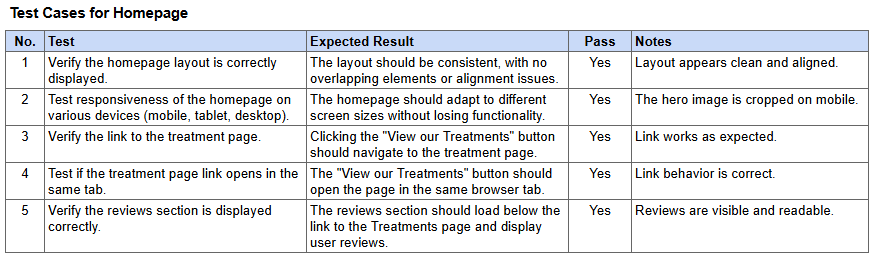 Test Cases for Homepage
No. Test Expected Result Pass Notes
1 Verify the homepage layout is correctly The layout should be consistent, with no Yes Layout appears clean and aligned.
displayed. overlapping elements or alignment issues.
2 Test responsiveness of the homepage on The homepage should adapt to different Yes The hero image is cropped on mobile.
various devices (mobile, tablet, desktop). screen sizes without losing functionality.
3 Verify the link to the treatment page. Clicking the "View our Treatments" button Yes Link works as expected.
should navigate to the treatment page.
4 Test if the treatment page link opens in the The "View our Treatments" button should Yes Link behavior is correct.
same tab. open the page in the same browser tab.
5 Verify the reviews section is displayed The reviews section should load below the Yes Reviews are visible and readable.
correctly. link to the Treatments page and display
user reviews.